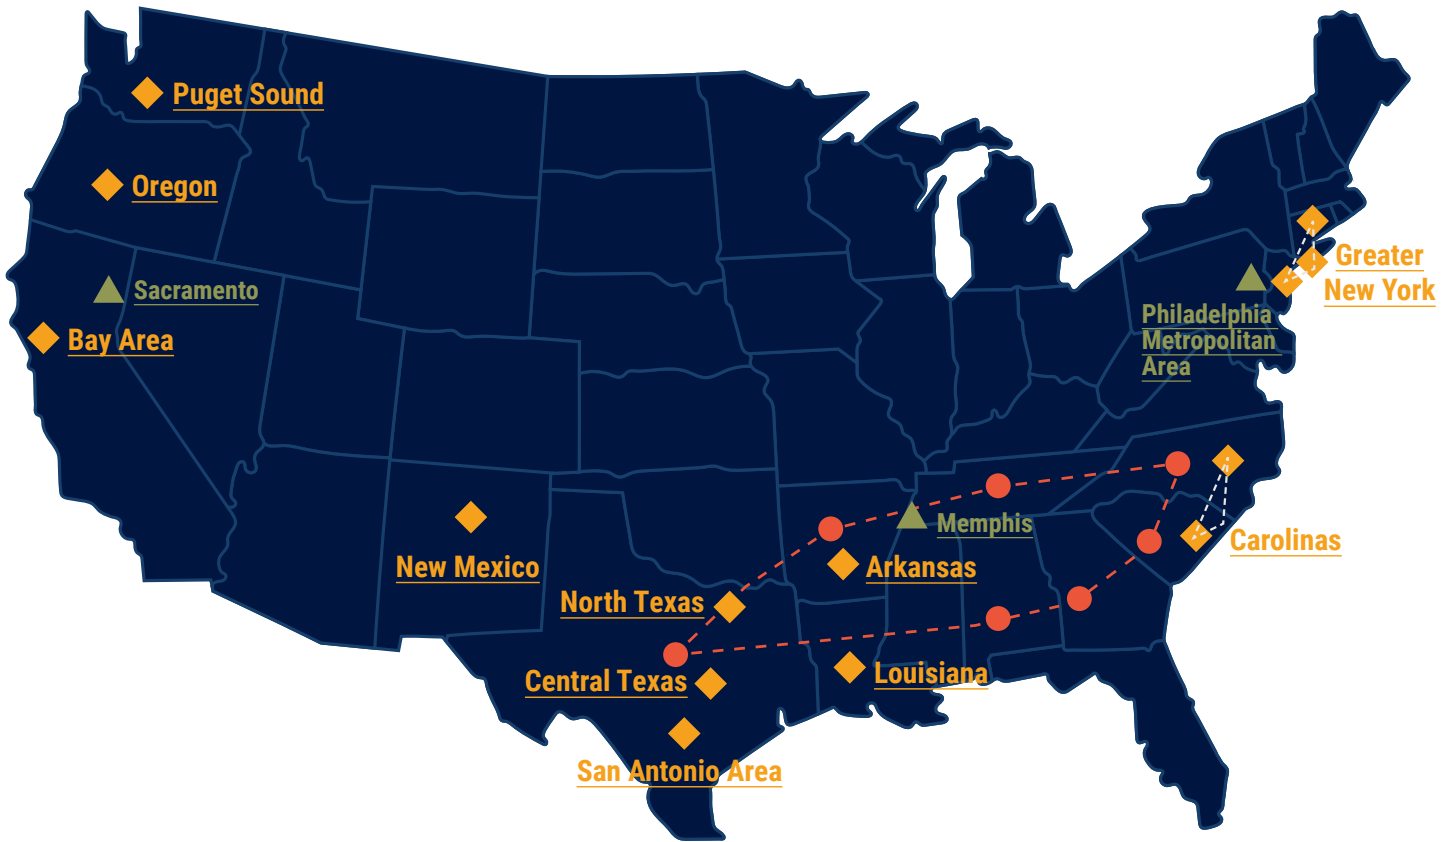 Puget Sound
Oregon
Sacramento
Bay Area
Greater
New York
Philadelphia
Metropolitan
Area
New Mexico
Memphis
Arkansas
Carolinas
North Texas
Central Texas
Louisiana
San Antonio Area